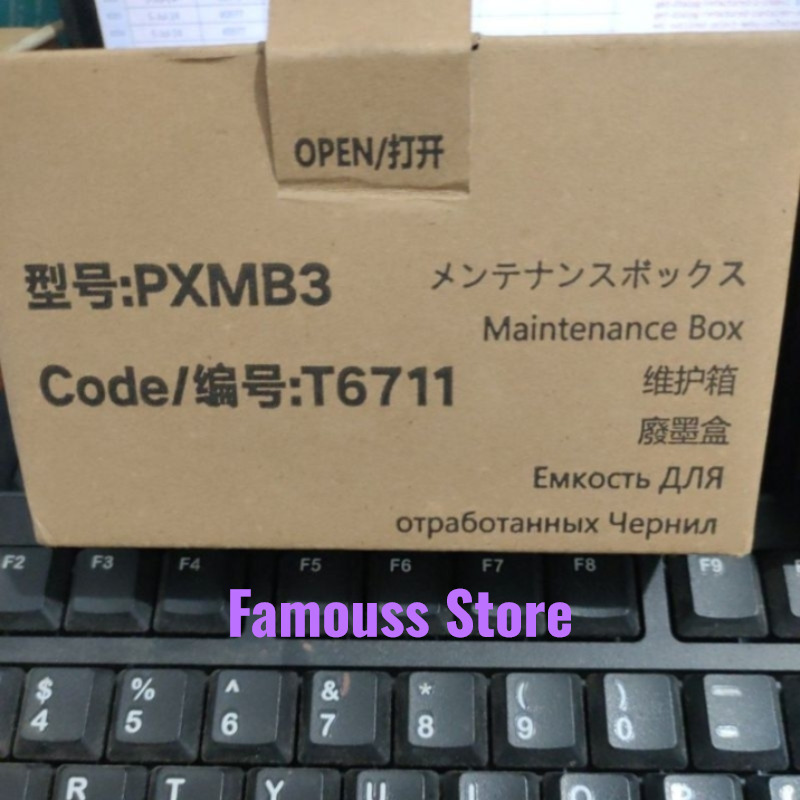 OPEN/打开
型号:PXMB3
Code/编号:T6711
メンテナンスボックス
Maintenance Box
维护箱
廢墨盒
Емкость ДЛЯ
отработанных Чернил
F2 F3 F4 F5 F6 F7 F8 F9
Famouss Store
$ % ^ & * ( )
4 5 6 7 8 9 0
R T Y U I O P